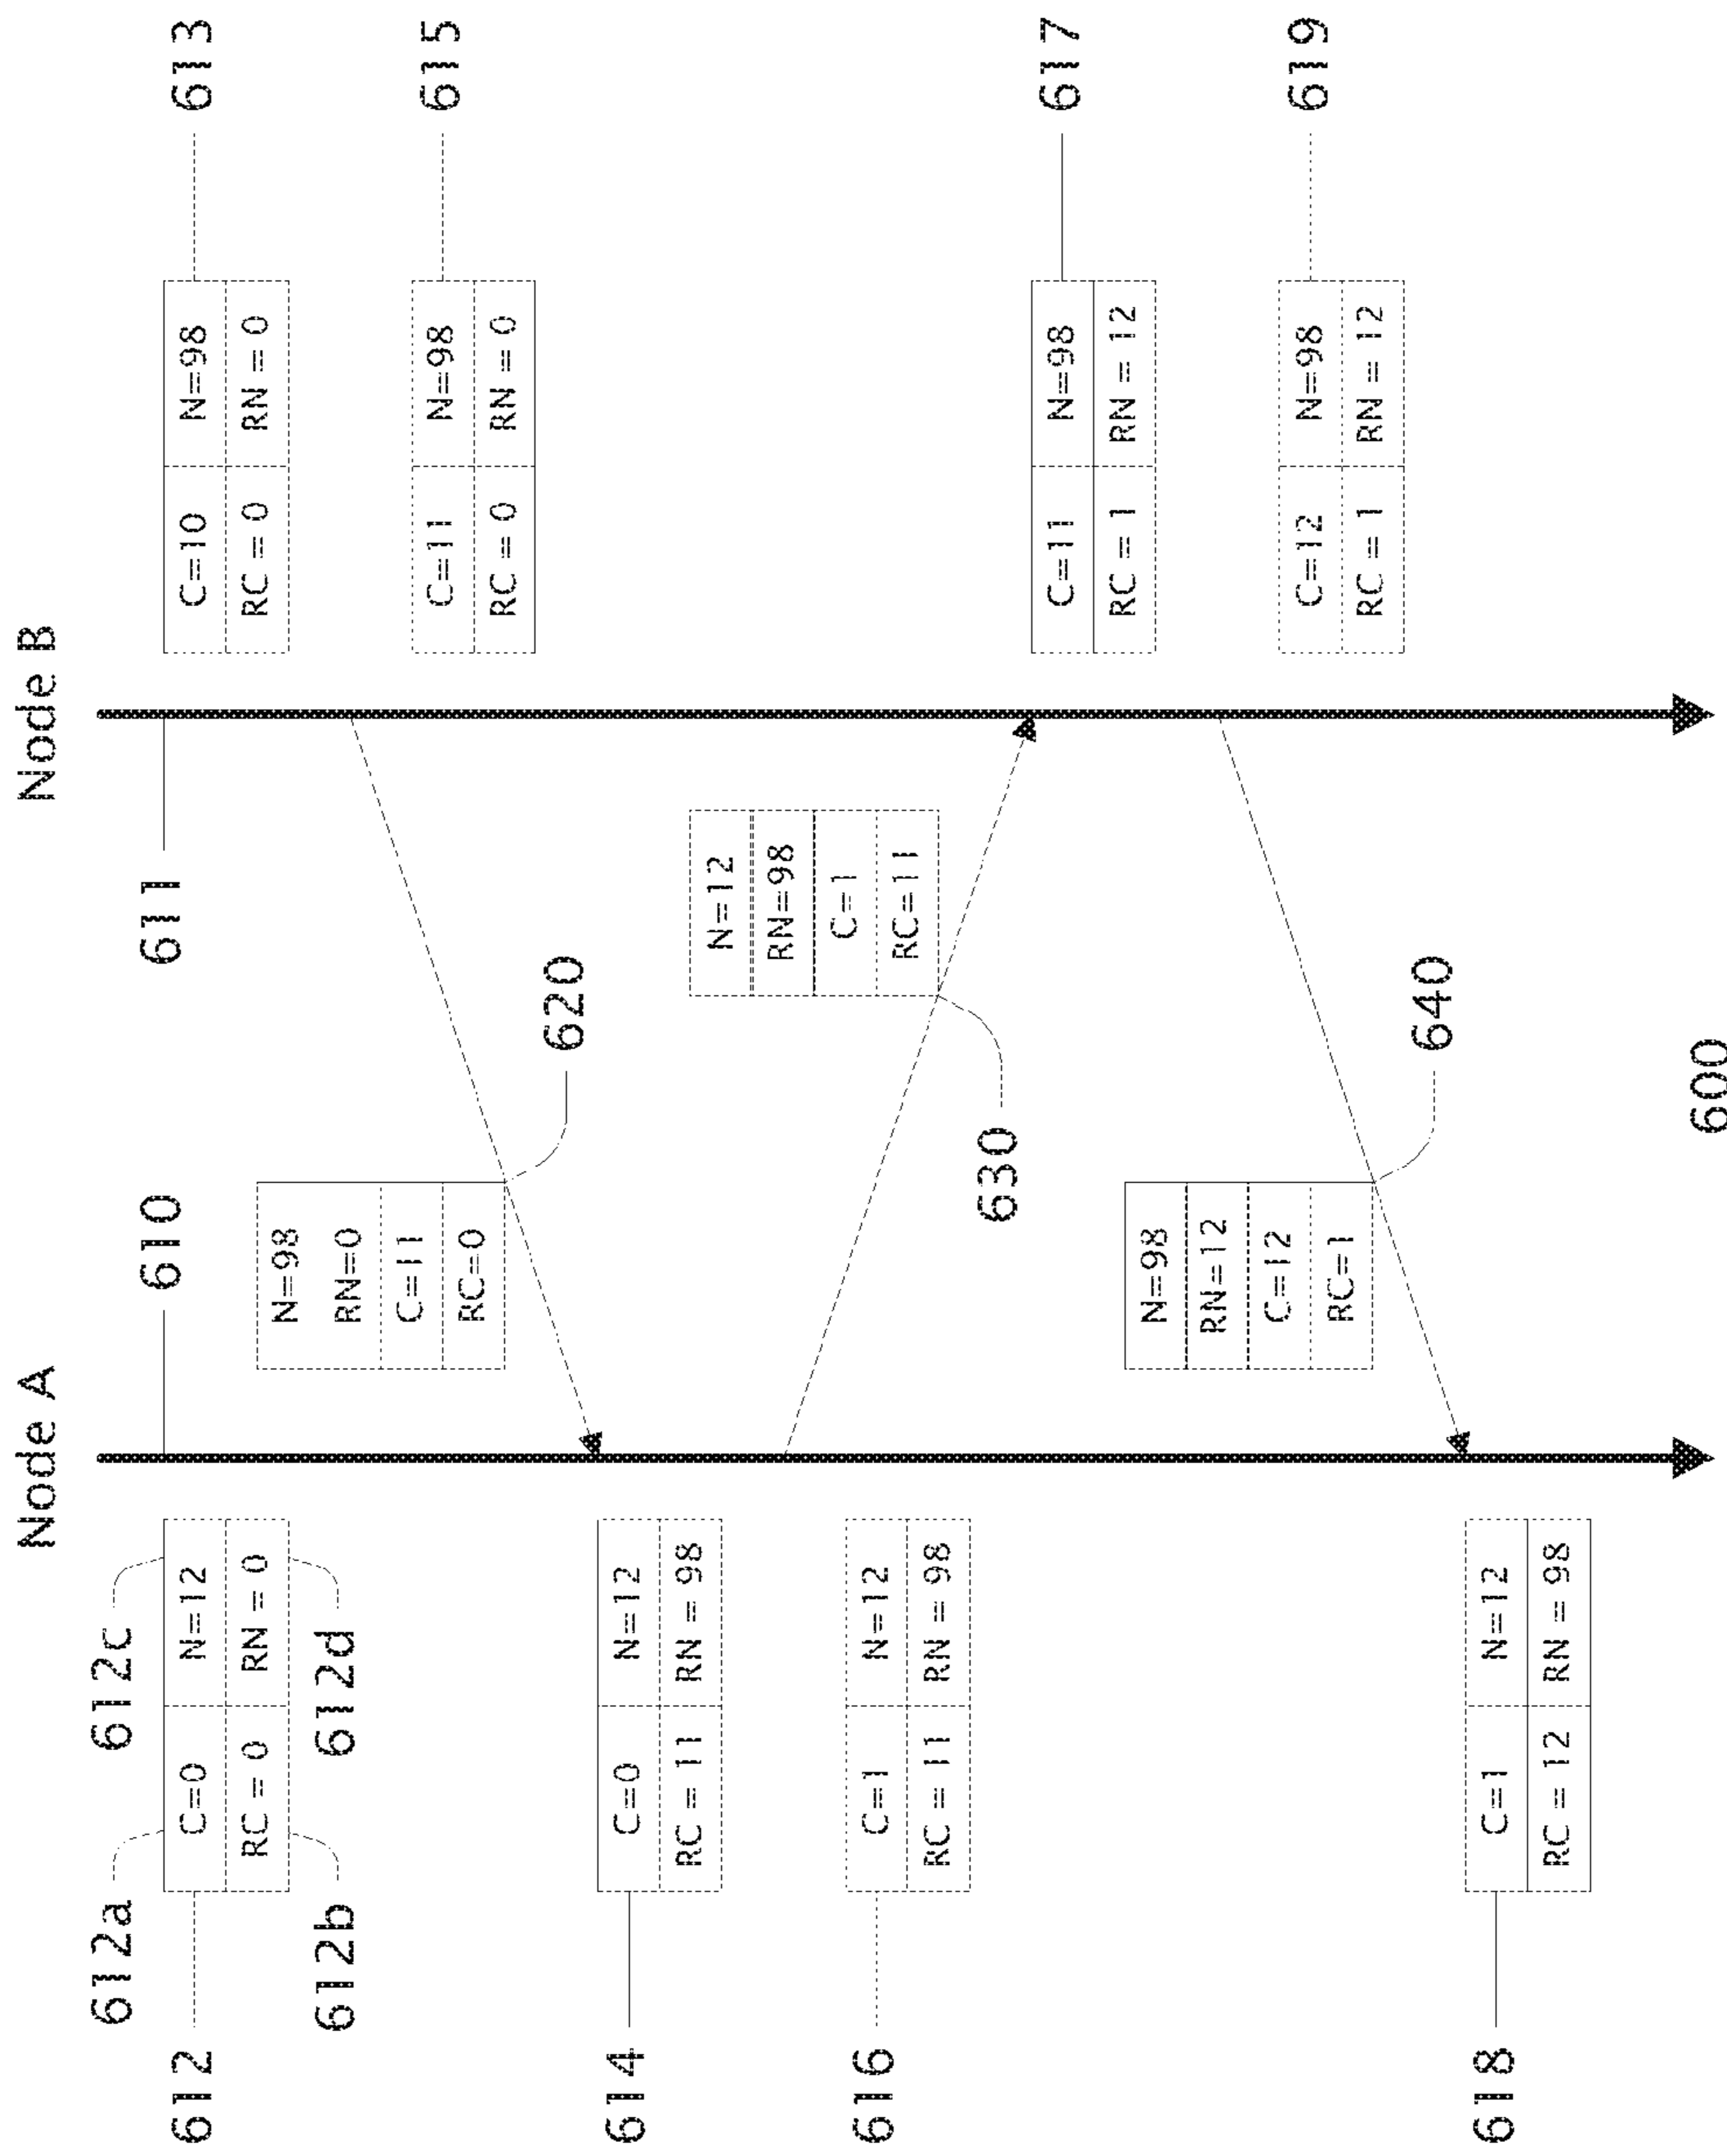 Node A
Node B
610
611
612a
612c
612
C=0
N=12
RC = 0
RN = 0
612b
612d
C=10
N=98
RC = 0
RN = 0
613
N=98
RN=0
C=11
RC=0
620
C=11
N=98
RC = 0
RN = 0
615
614
C=0
N=12
RC = 11
RN = 98
N=12
RN=98
C=1
RC=11
630
616
C=1
N=12
RC = 11
RN = 98
C=11
N=98
RC = 1
RN = 12
617
N=98
RN=12
C=12
RC=1
640
C=12
N=98
RC = 1
RN = 12
619
618
C=1
N=12
RC = 12
RN = 98
600